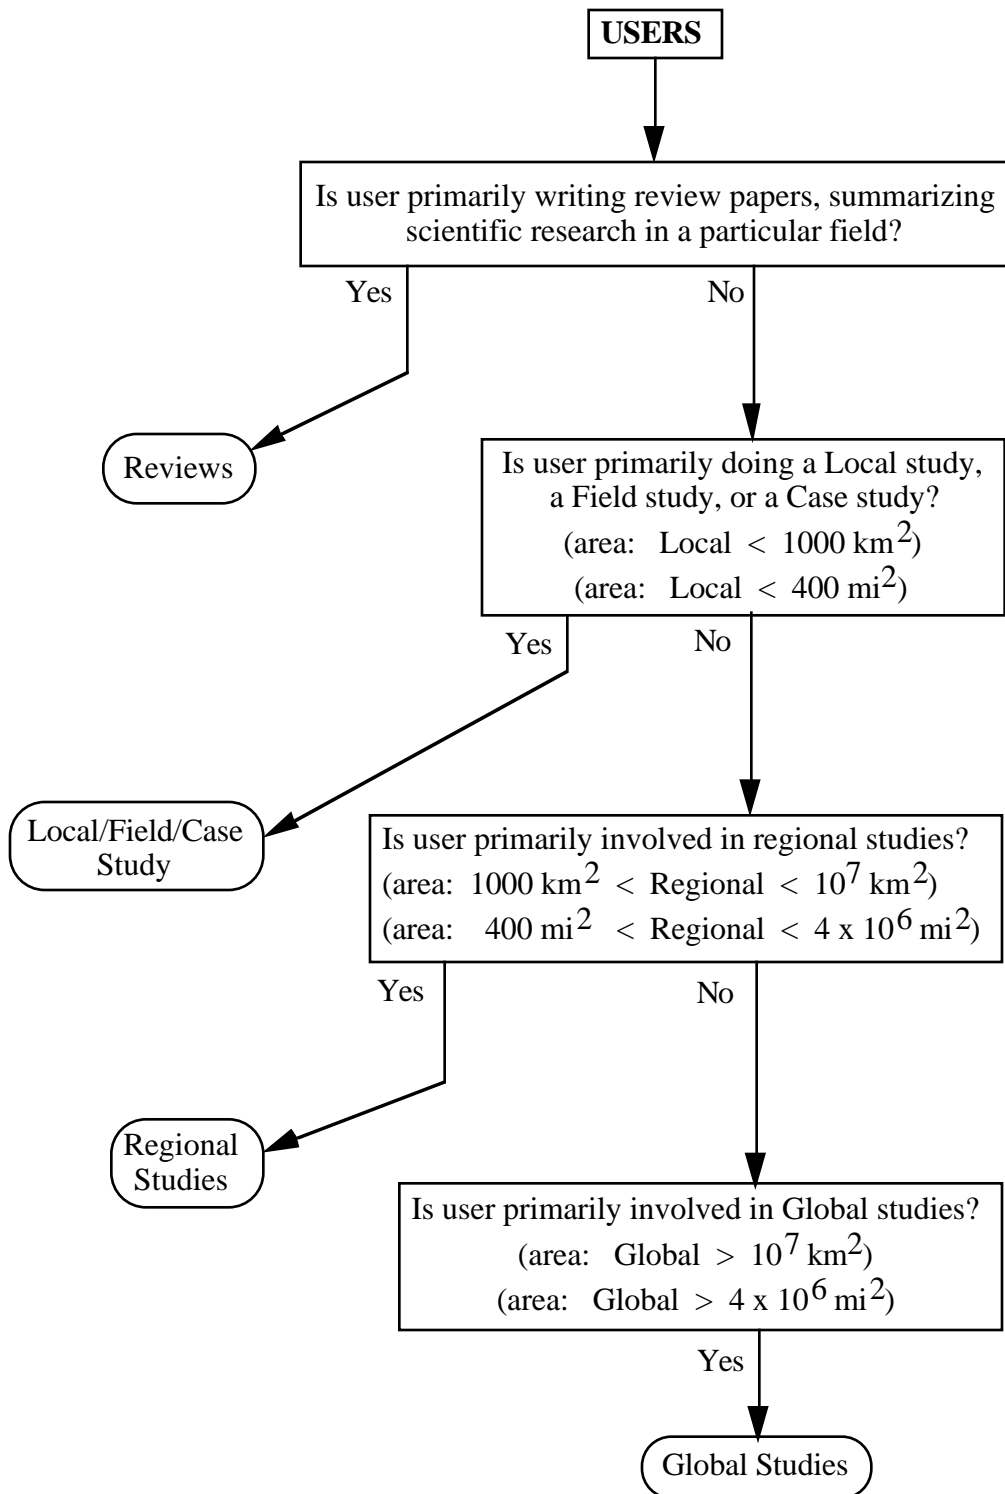 USERS
Is user primarily writing review papers, summarizing
scientific research in a particular field?
Yes
No
Reviews
Is user primarily doing a Local study,
a Field study, or a Case study?
(area: Local < 1000 km²)
(area: Local < 400 mi²)
Yes
No
Local/Field/Case
Study
Is user primarily involved in regional studies?
(area: 1000 km² < Regional < 10⁷ km²)
(area: 400 mi² < Regional < 4 x 10⁶ mi²)
Yes
No
Regional
Studies
Is user primarily involved in Global studies?
(area: Global > 10⁷ km²)
(area: Global > 4 x 10⁶ mi²)
Yes
Global Studies